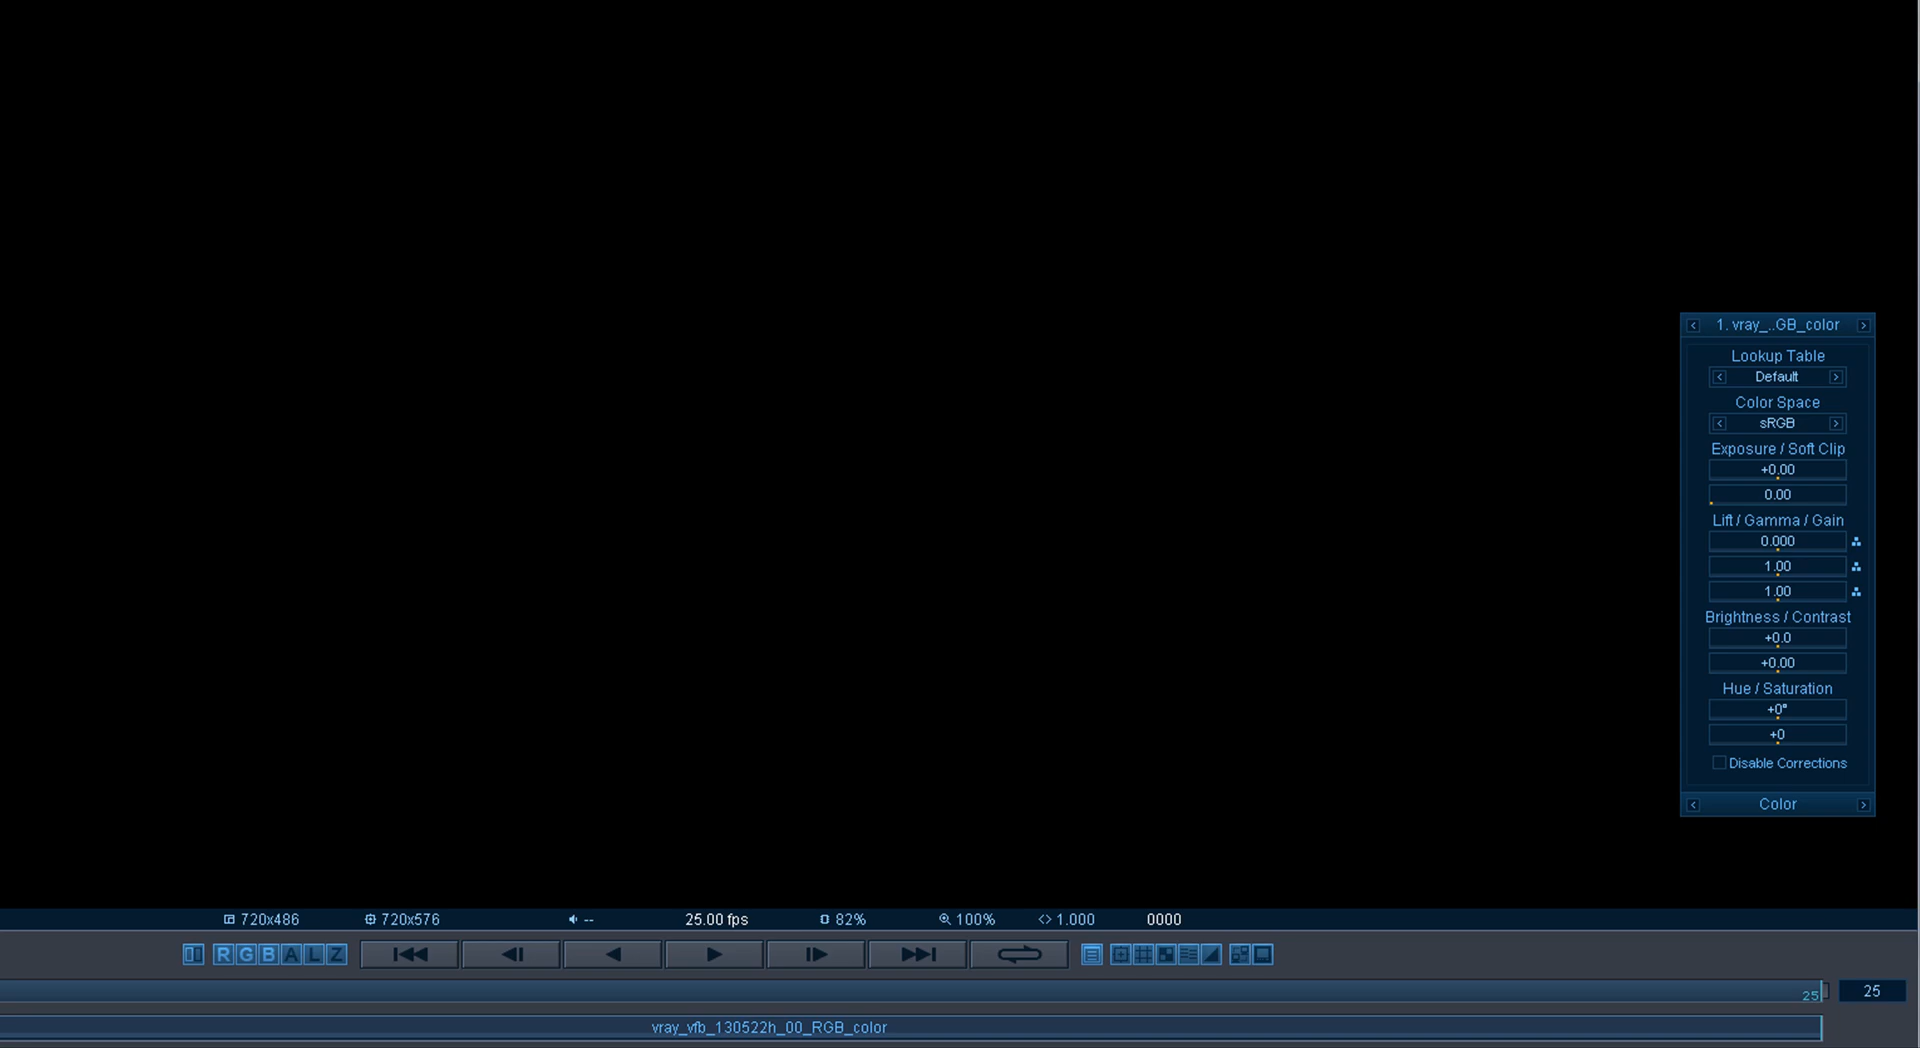 1. vray_..GB_color
Lookup Table
Default
Color Space
sRGB
Exposure / Soft Clip
+0.00
0.00
Lift / Gamma / Gain
0.000
1.00
1.00
Brightness / Contrast
+0.0
+0.00
Hue / Saturation
+0°
+0
Disable Corrections
Color
720x486 720x576 -- 25.00 fps 82% 100% 1.000 0000
R G B A L Z
25 25
vray_vfb_130522h_00_RGB_color